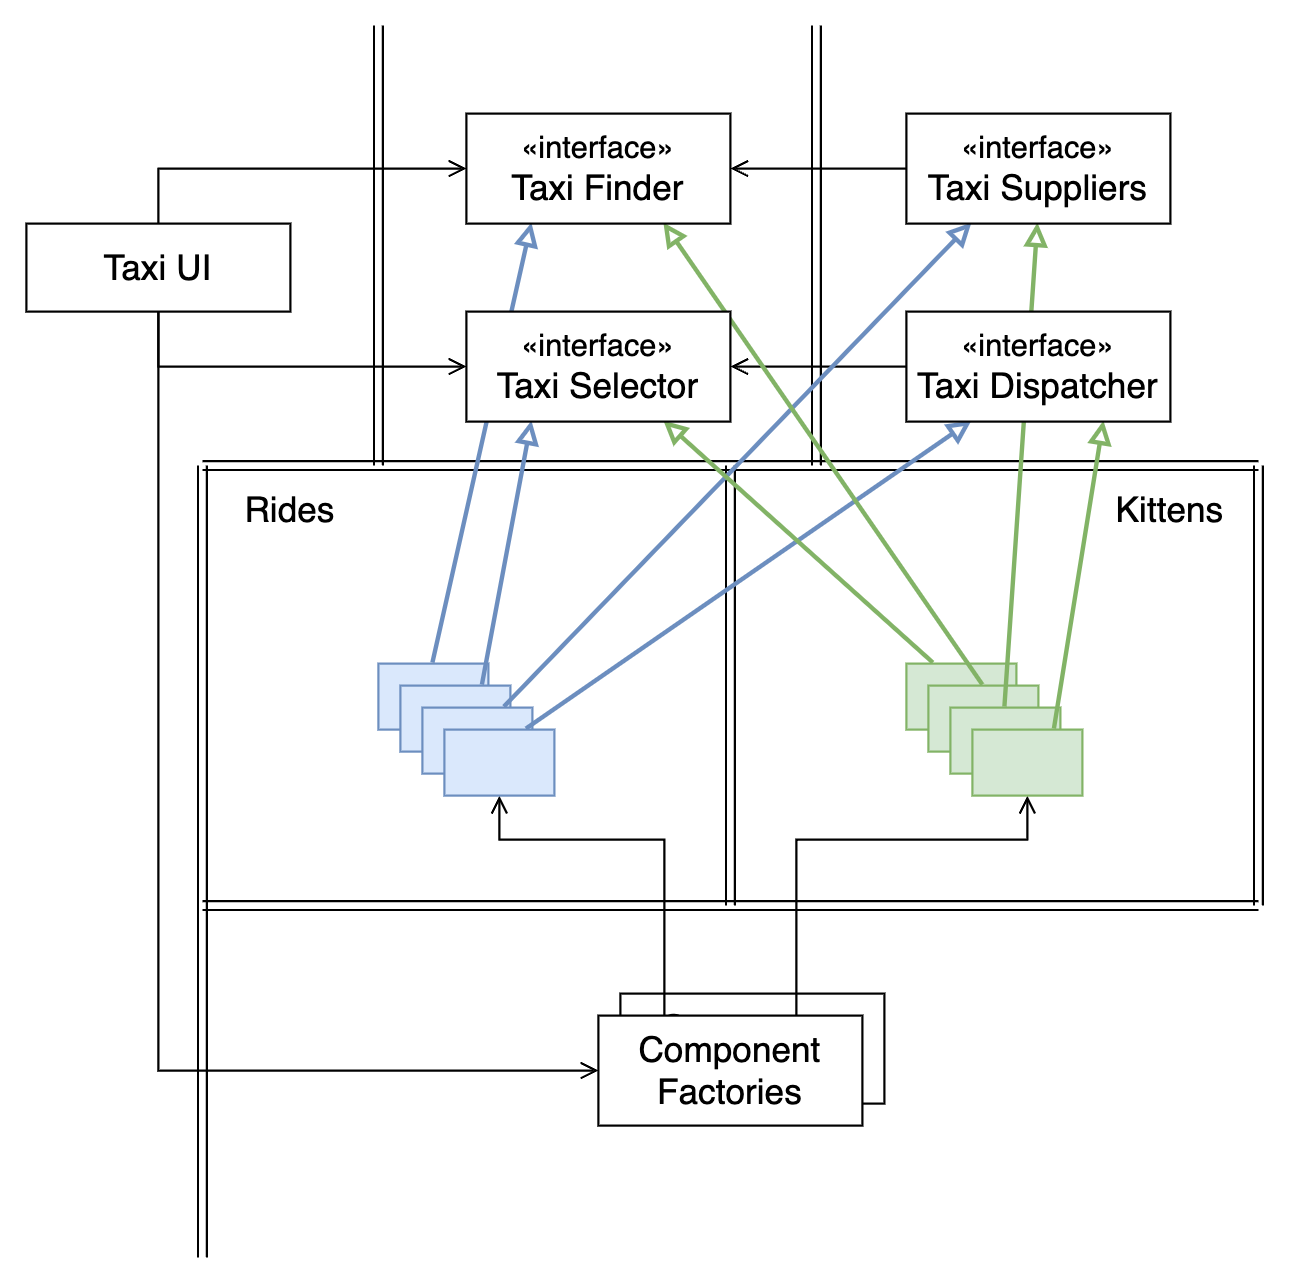 «interface»
Taxi Finder
«interface»
Taxi Suppliers
Taxi UI
«interface»
Taxi Selector
«interface»
Taxi Dispatcher
Rides
Kittens
Component
Factories